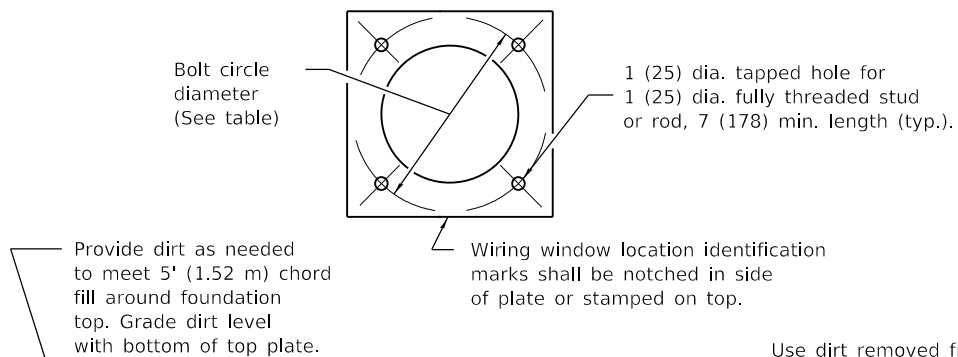 Bolt circle
diameter
(See table)
1 (25) dia. tapped hole for
1 (25) dia. fully threaded stud
or rod, 7 (178) min. length (typ.).
Provide dirt as needed
to meet 5' (1.52 m) chord
fill around foundation
top. Grade dirt level
with bottom of top plate.
Wiring window location identification
marks shall be notched in side
of plate or stamped on top.
Use dirt removed